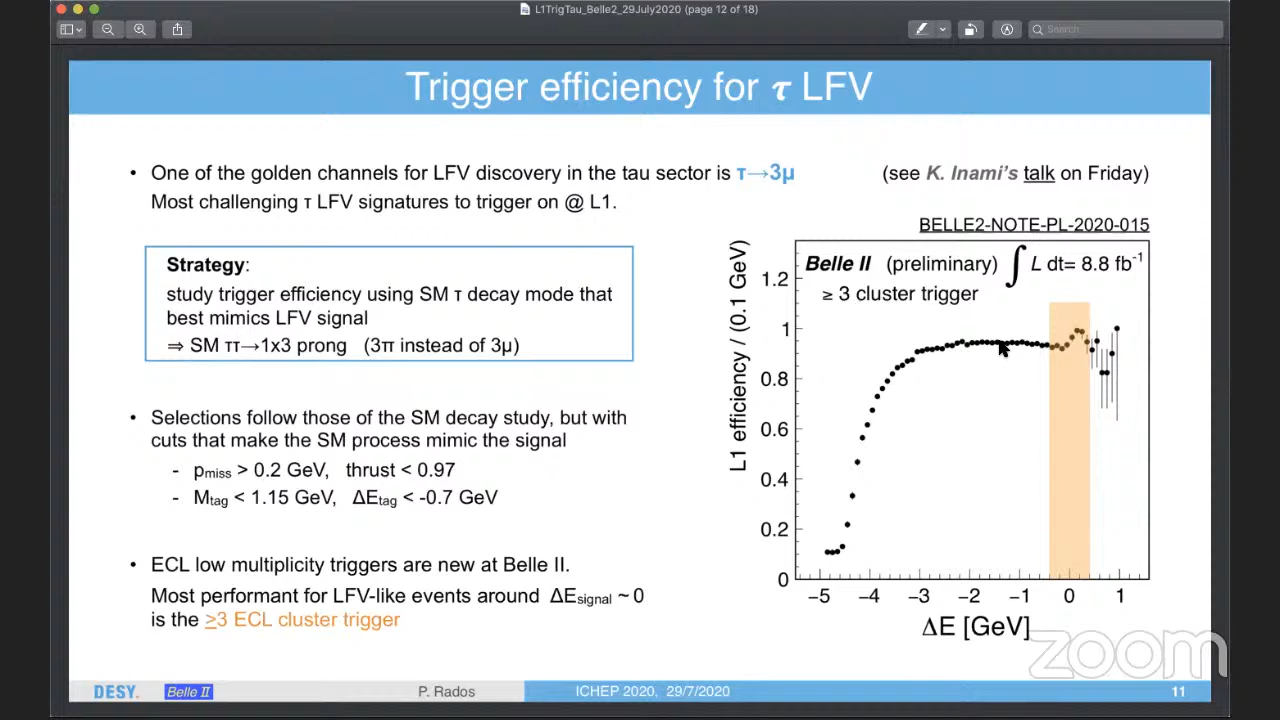 L1TrigTau_Belle2_29July2020 (page 12 of 18)
Search
Trigger efficiency for τ LFV
• One of the golden channels for LFV discovery in the tau sector is τ→3μ
(see K. Inami's talk on Friday)
Most challenging τ LFV signatures to trigger on @ L1.
Strategy:
study trigger efficiency using SM τ decay mode that
best mimics LFV signal
⇒ SM ττ→1x3 prong (3π instead of 3μ)
• Selections follow those of the SM decay study, but with
cuts that make the SM process mimic the signal
- pmiss > 0.2 GeV, thrust < 0.97
- Mtag < 1.15 GeV, ΔEtag < -0.7 GeV
• ECL low multiplicity triggers are new at Belle II.
Most performant for LFV-like events around ΔEsignal ~ 0
is the ≥3 ECL cluster trigger
BELLE2-NOTE-PL-2020-015
Belle II (preliminary) ∫ L dt= 8.8 fb-1
≥ 3 cluster trigger
L1 efficiency / (0.1 GeV)
1.2
1
0.8
0.6
0.4
0.2
0
−5 −4 −3 −2 −1 0 1
ΔE [GeV]
zoom
DESY. Belle II P. Rados ICHEP 2020, 29/7/2020 11